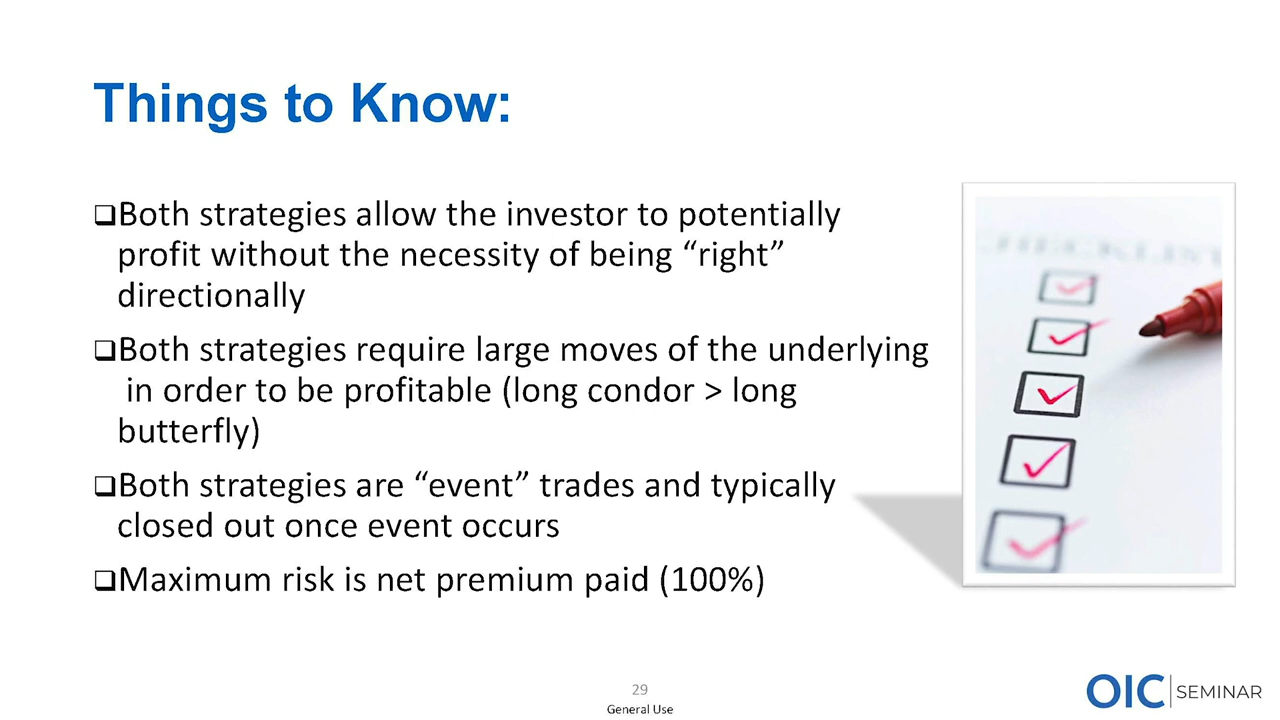 Things to Know:
❑Both strategies allow the investor to potentially
profit without the necessity of being “right”
directionally
❑Both strategies require large moves of the underlying
in order to be profitable (long condor > long
butterfly)
❑Both strategies are “event” trades and typically
closed out once event occurs
❑Maximum risk is net premium paid (100%)
CHECKLIST
29
General Use
OIC SEMINAR